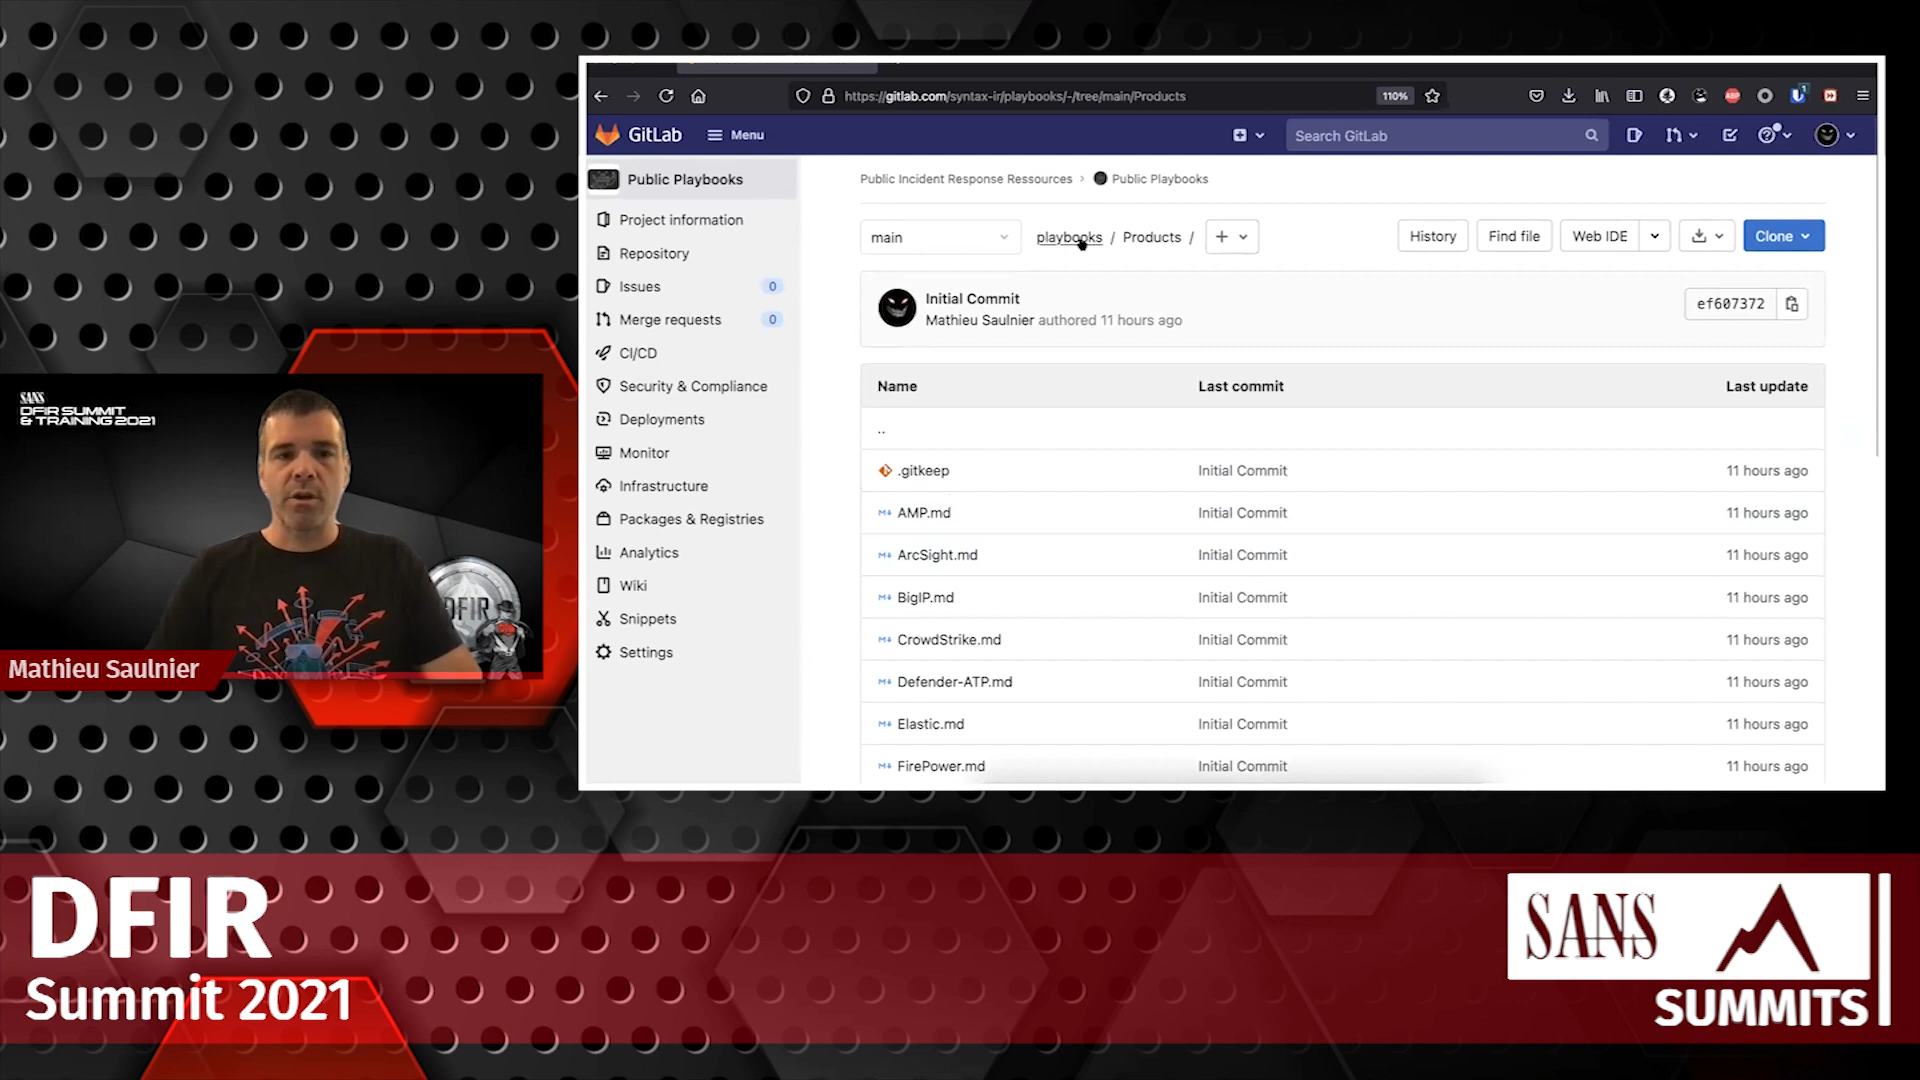 https://gitlab.com/syntax-ir/playbooks/-/tree/main/Products
110%
GitLab
Menu
Search GitLab
Public Playbooks
Project information
Repository
Issues 0
Merge requests 0
CI/CD
Security & Compliance
Deployments
Monitor
Infrastructure
Packages & Registries
Analytics
Wiki
Snippets
Settings
Public Incident Response Ressources › Public Playbooks
main
playbooks / Products /
History
Find file
Web IDE
Clone
Initial Commit
Mathieu Saulnier authored 11 hours ago
ef607372
Name Last commit Last update
..
.gitkeep Initial Commit 11 hours ago
AMP.md Initial Commit 11 hours ago
ArcSight.md Initial Commit 11 hours ago
BigIP.md Initial Commit 11 hours ago
CrowdStrike.md Initial Commit 11 hours ago
Defender-ATP.md Initial Commit 11 hours ago
Elastic.md Initial Commit 11 hours ago
FirePower.md Initial Commit 11 hours ago
SANS
DFIR SUMMIT
& TRAINING 2021
DFIR
Mathieu Saulnier
DFIR
Summit 2021
SANS
SUMMITS